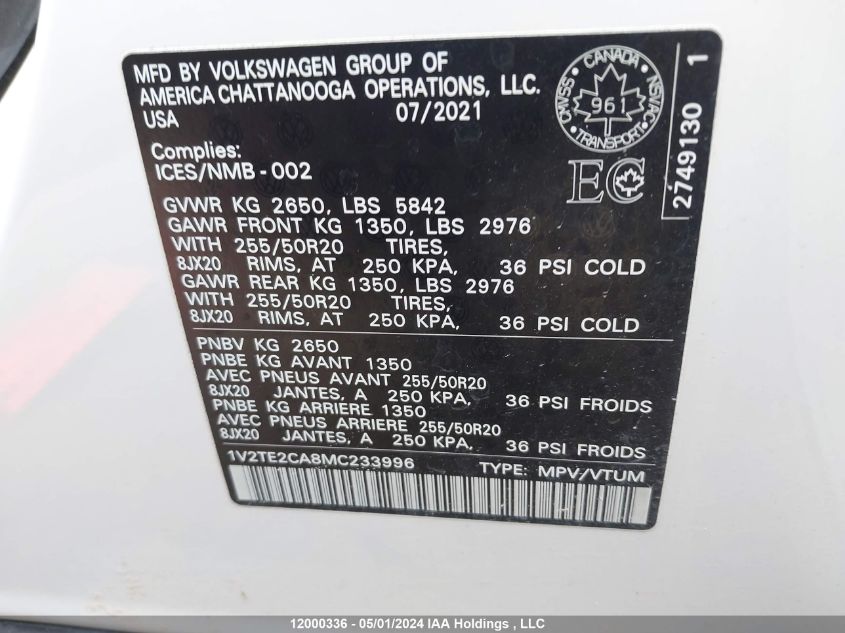 MFD BY VOLKSWAGEN GROUP OF
AMERICA CHATTANOOGA OPERATIONS, LLC.
USA 07/2021
Complies:
ICES/NMB-002
CANADA
CMVSS NSVAC
961
TRANSPORT
EC
2749130 1
GVWR KG 2650, LBS 5842
GAWR FRONT KG 1350, LBS 2976
WITH 255/50R20 TIRES,
8JX20 RIMS, AT 250 KPA, 36 PSI COLD
GAWR REAR KG 1350, LBS 2976
WITH 255/50R20 TIRES,
8JX20 RIMS, AT 250 KPA, 36 PSI COLD
PNBV KG 2650
PNBE KG AVANT 1350
AVEC PNEUS AVANT 255/50R20
8JX20 JANTES, A 250 KPA, 36 PSI FROIDS
PNBE KG ARRIERE 1350
AVEC PNEUS ARRIERE 255/50R20
8JX20 JANTES, A 250 KPA, 36 PSI FROIDS
1V2TE2CA8MC233996 TYPE: MPV/VTUM
12000336 - 05/01/2024 IAA Holdings , LLC